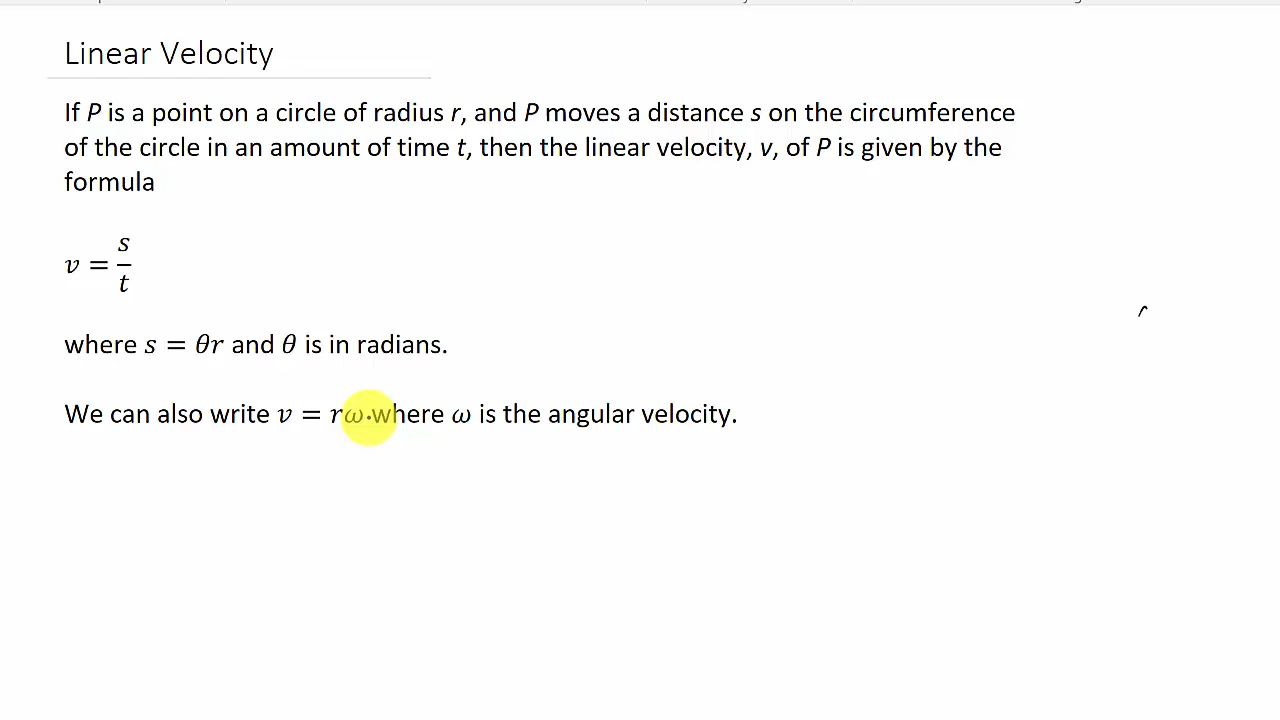 Linear Velocity
If P is a point on a circle of radius r, and P moves a distance s on the circumference
of the circle in an amount of time t, then the linear velocity, v, of P is given by the
formula
v = s/t
where s = θr and θ is in radians.
We can also write v = rω where ω is the angular velocity.